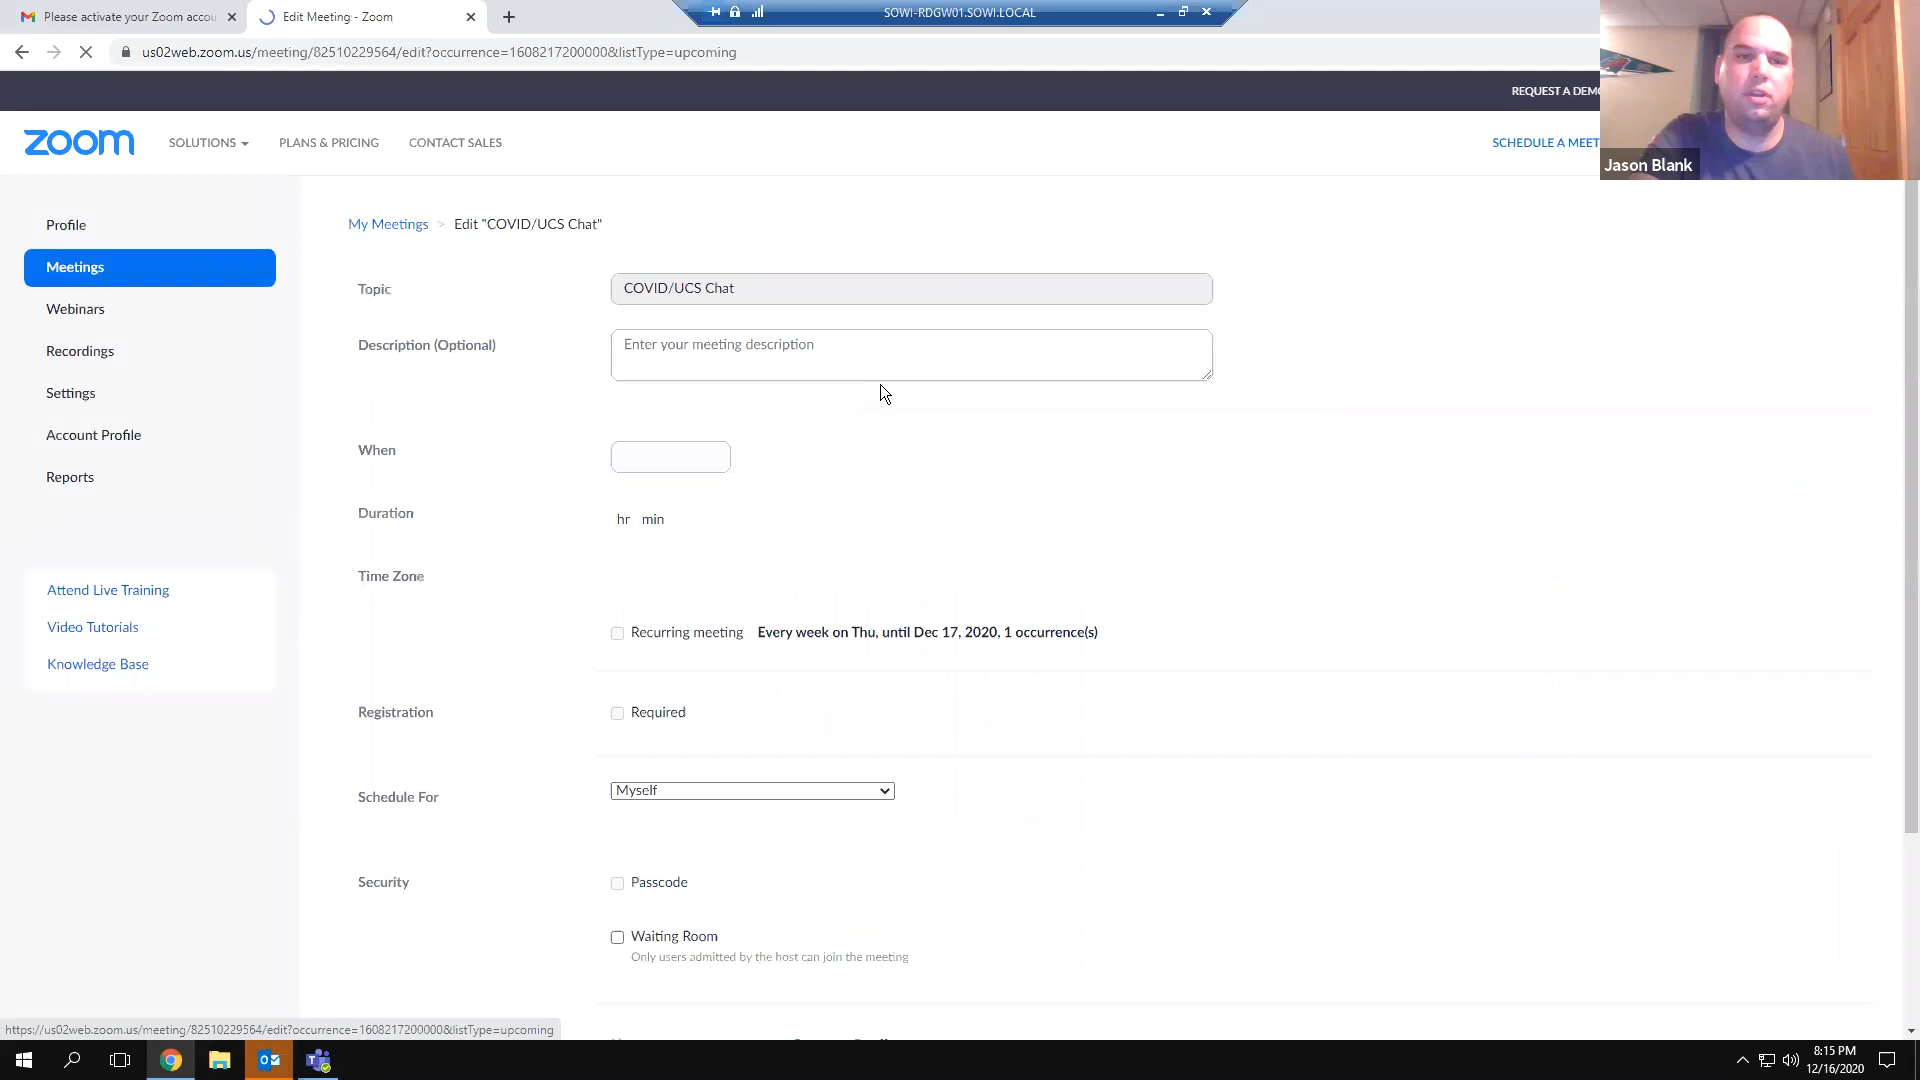 Please activate your Zoom accou
Edit Meeting - Zoom
SOWI-RDGW01.SOWI.LOCAL
us02web.zoom.us/meeting/82510229564/edit?occurrence=1608217200000&listType=upcoming
REQUEST A DEMO
zoom
SOLUTIONS
PLANS & PRICING
CONTACT SALES
SCHEDULE A MEET
Jason Blank
Profile
Meetings
Webinars
Recordings
Settings
Account Profile
Reports
Attend Live Training
Video Tutorials
Knowledge Base
My Meetings > Edit "COVID/UCS Chat"
Topic
COVID/UCS Chat
Description (Optional)
Enter your meeting description
When
Duration
hr min
Time Zone
Recurring meeting Every week on Thu, until Dec 17, 2020, 1 occurrence(s)
Registration
Required
Schedule For
Myself
Security
Passcode
Waiting Room
Only users admitted by the host can join the meeting
https://us02web.zoom.us/meeting/82510229564/edit?occurrence=1608217200000&listType=upcoming
8:15 PM
12/16/2020